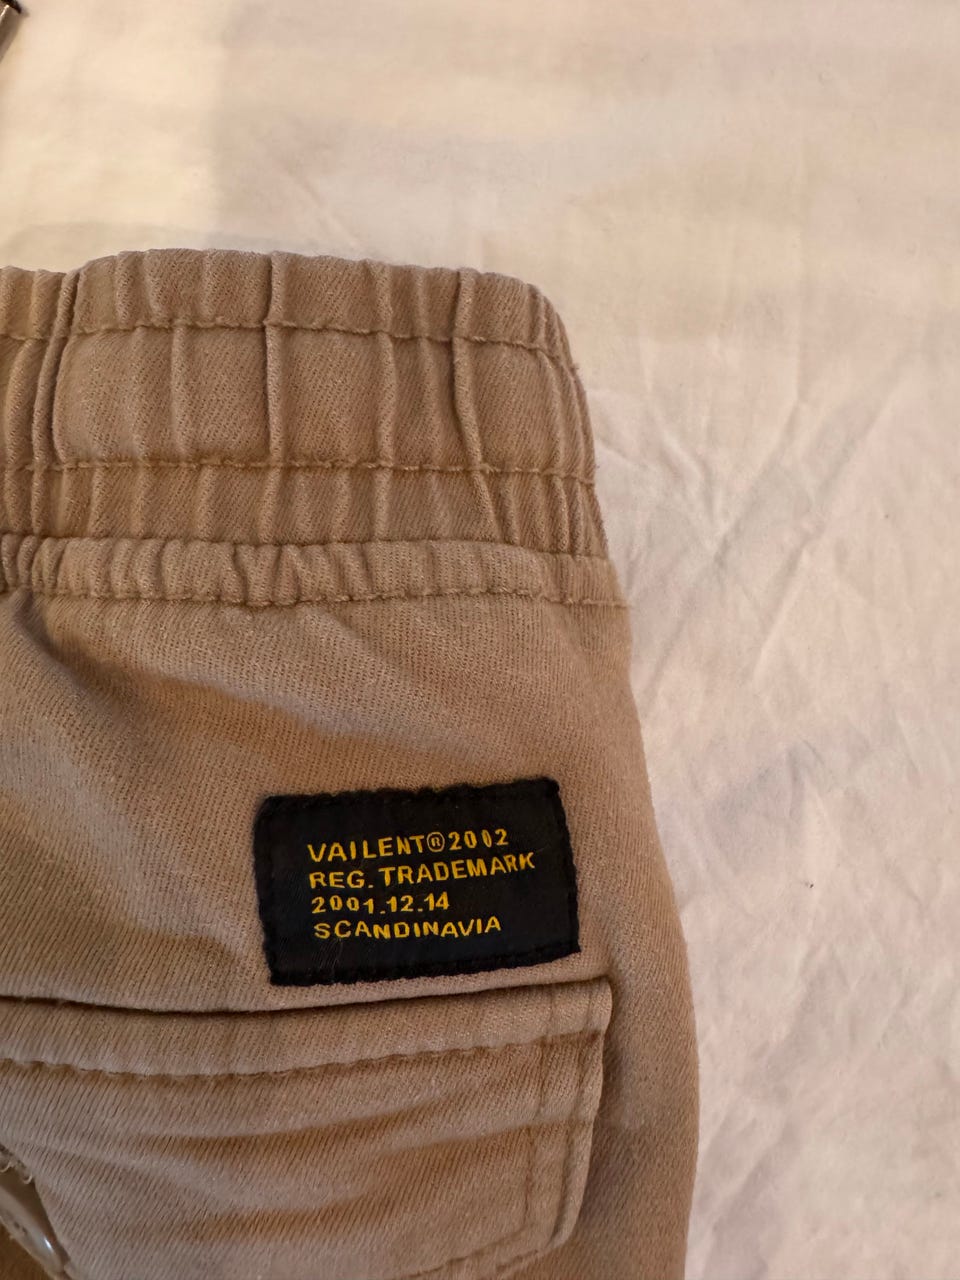 VAILENT®2002
REG. TRADEMARK
2001.12.14
SCANDINAVIA